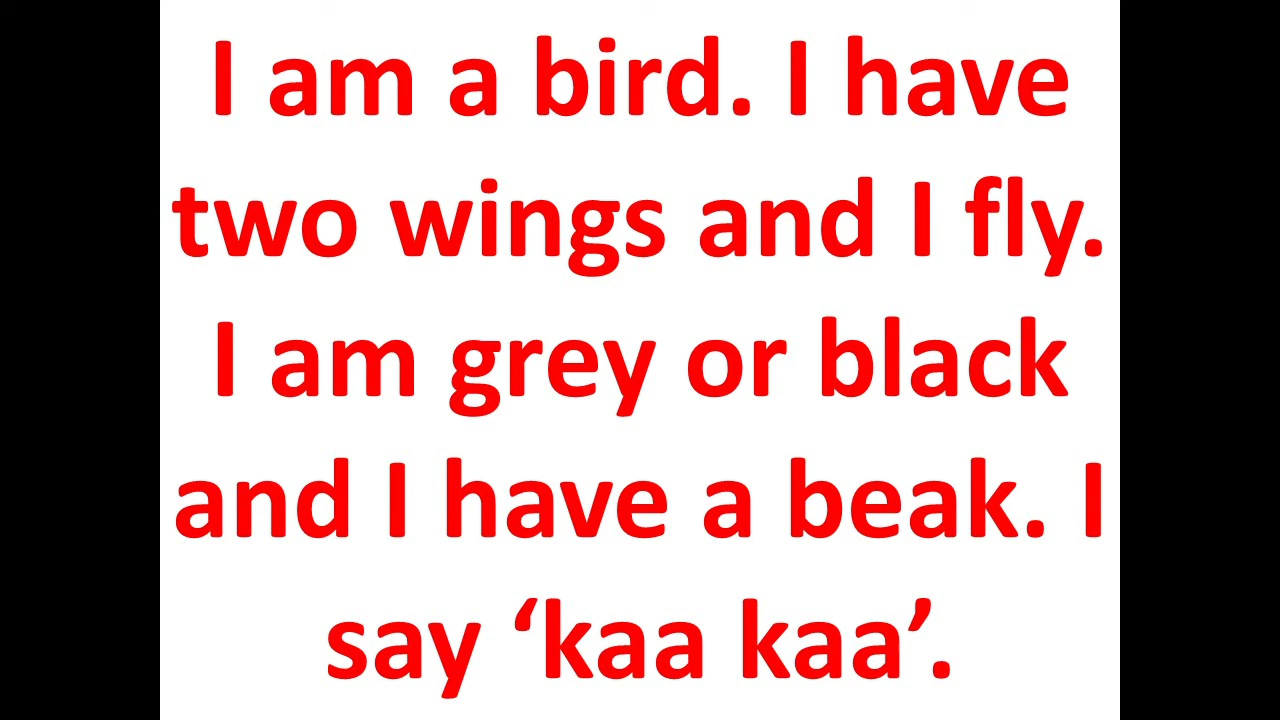 I am a bird. I have
two wings and I fly.
I am grey or black
and I have a beak. I
say ‘kaa kaa’.